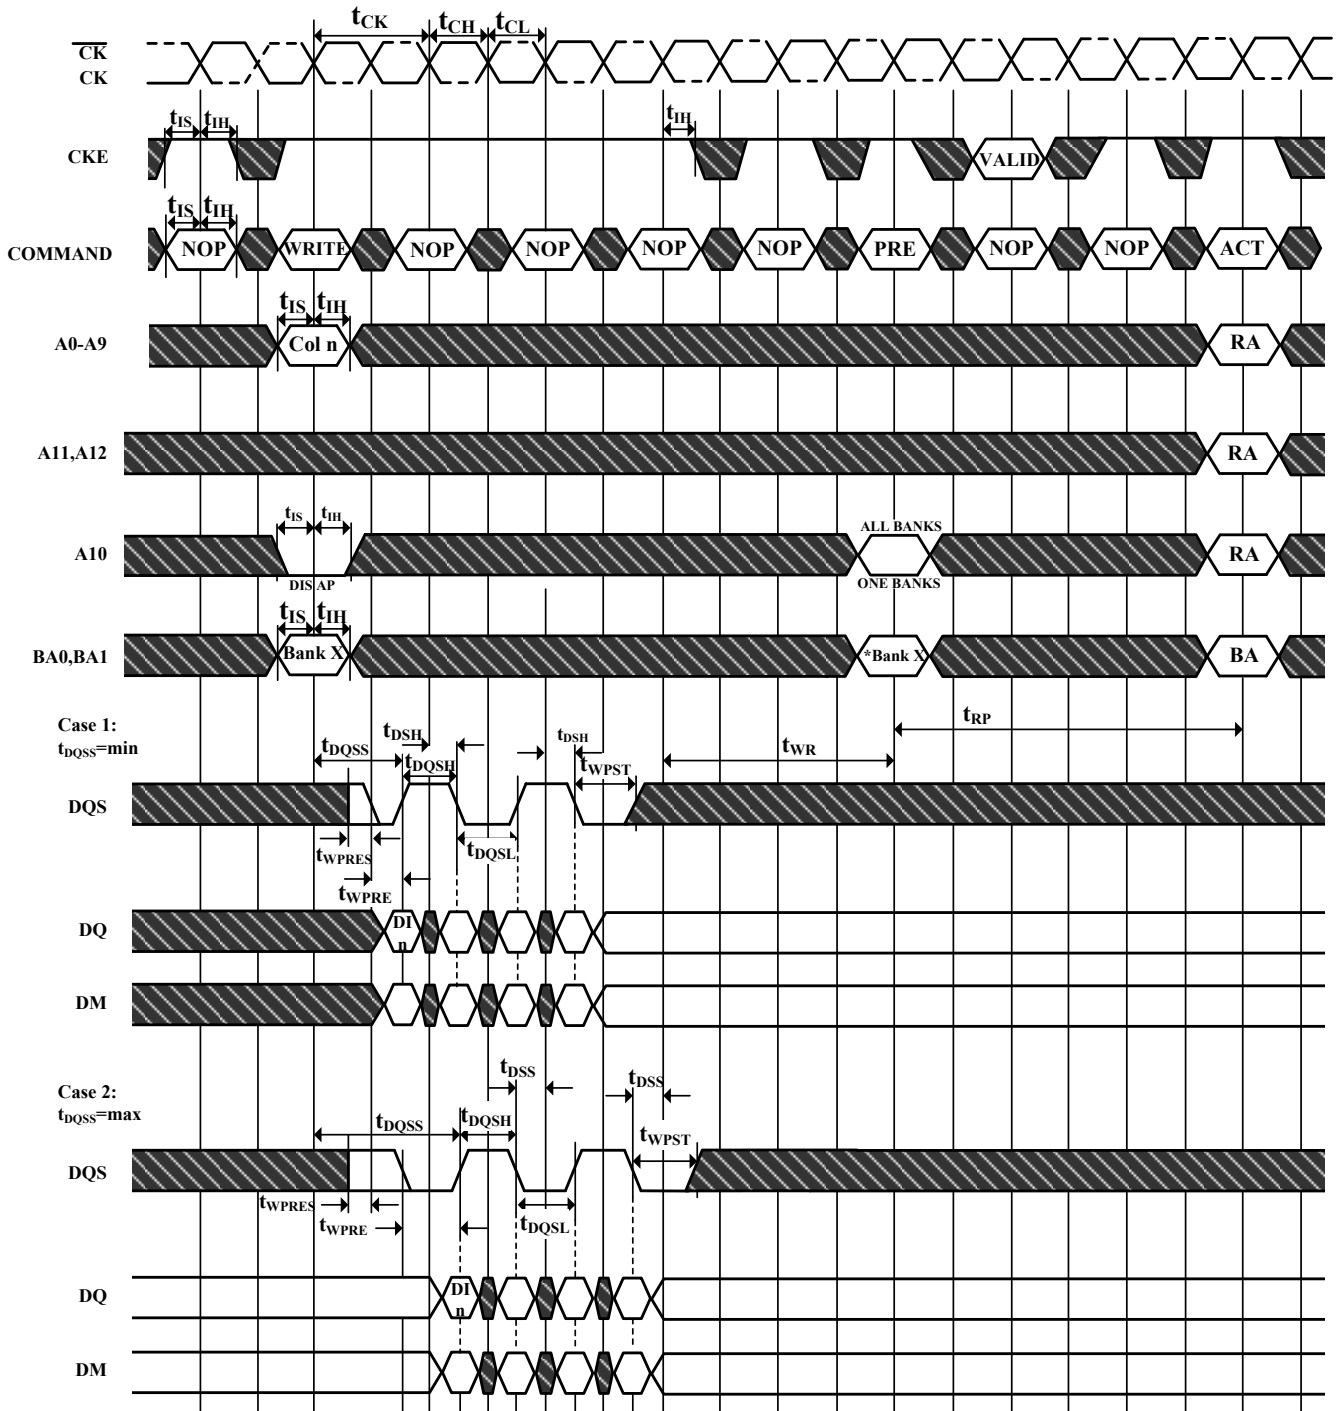 tCK tCH tCL
CK
CK
tIS tIH tIH
CKE VALID
tIS tIH
COMMAND NOP WRITE NOP NOP NOP NOP PRE NOP NOP ACT
tIS tIH
A0-A9 Col n RA
A11,A12 RA
tIS tIH ALL BANKS
A10 RA
DIS AP ONE BANKS
tIS tIH
BA0,BA1 Bank X *Bank X BA
Case 1:
tDQSS=min
tDSH tDSH tRP
tDQSS tWR
tDQSH tWPST
DQS
tWPRES tDQSL
tWPRE
DQ DI
n
DM
Case 2:
tDQSS=max
tDSS tDSS
tDQSS tDQSH tWPST
DQS
tWPRES
tWPRE tDQSL
DQ DI
n
DM